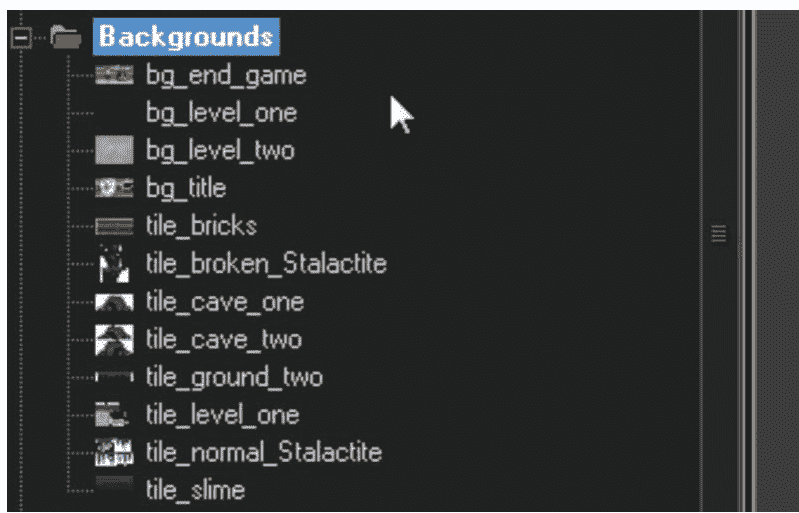 Backgrounds
bg_end_game
bg_level_one
bg_level_two
bg_title
tile_bricks
tile_broken_Stalactite
tile_cave_one
tile_cave_two
tile_ground_two
tile_level_one
tile_normal_Stalactite
tile_slime